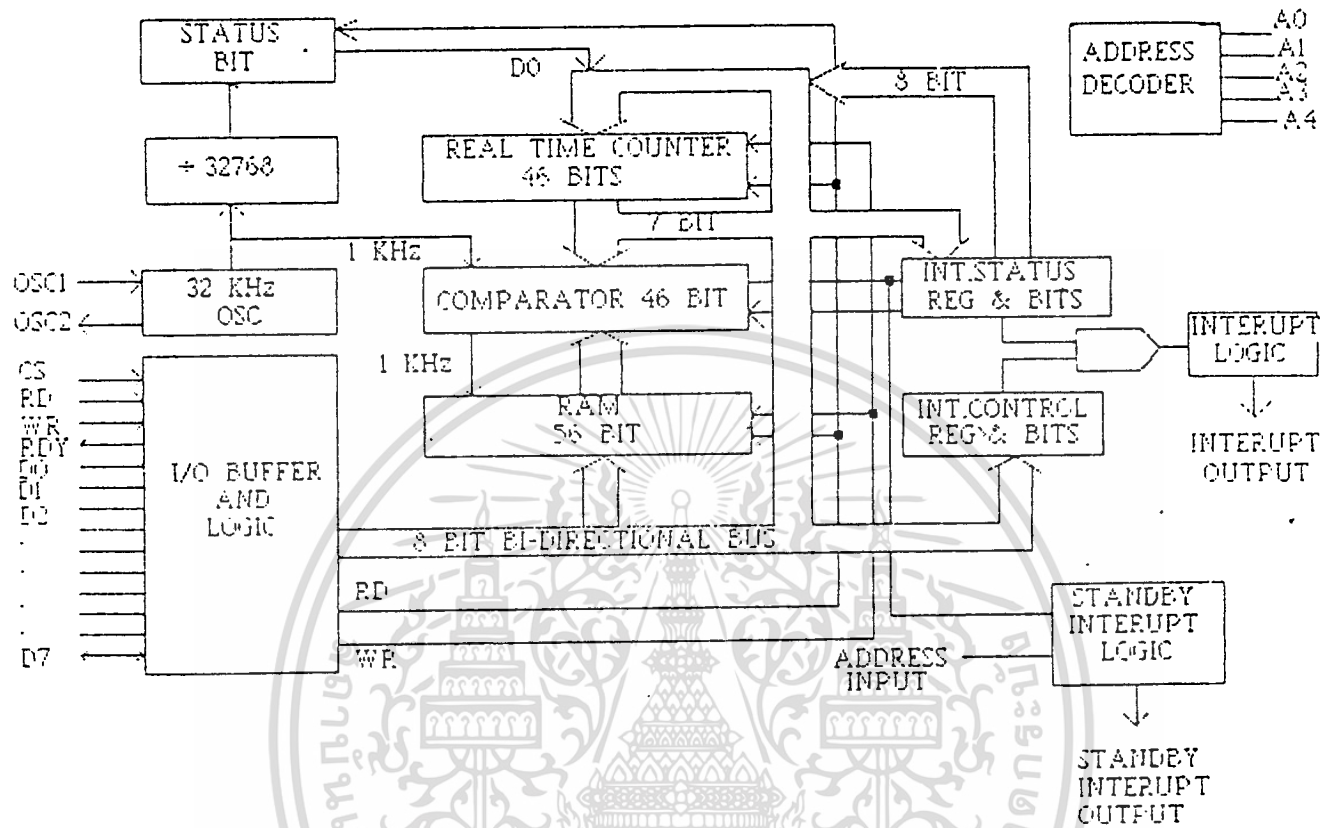 STATUS
BIT
÷ 32768
1 KHz
OSC1
OSC2
32 KHz
OSC
CS
RD
WR
RDY
D0
D1
D2
.
.
.
.
D7
I/O BUFFER
AND
LOGIC
D0
8 BIT
REAL TIME COUNTER
46 BITS
7 BIT
COMPARATOR 46 BIT
1 KHz
RAM
56 BIT
8 BIT BI-DIRECTIONAL BUS
RD
WR
ADDRESS
DECODER
A0
A1
A2
A3
A4
INT.STATUS
REG & BITS
INT.CONTROL
REG & BITS
INTERUPT
LOGIC
INTERUPT
OUTPUT
ADDRESS
INPUT
STANDBY
INTERUPT
LOGIC
STANDBY
INTERUPT
OUTPUT